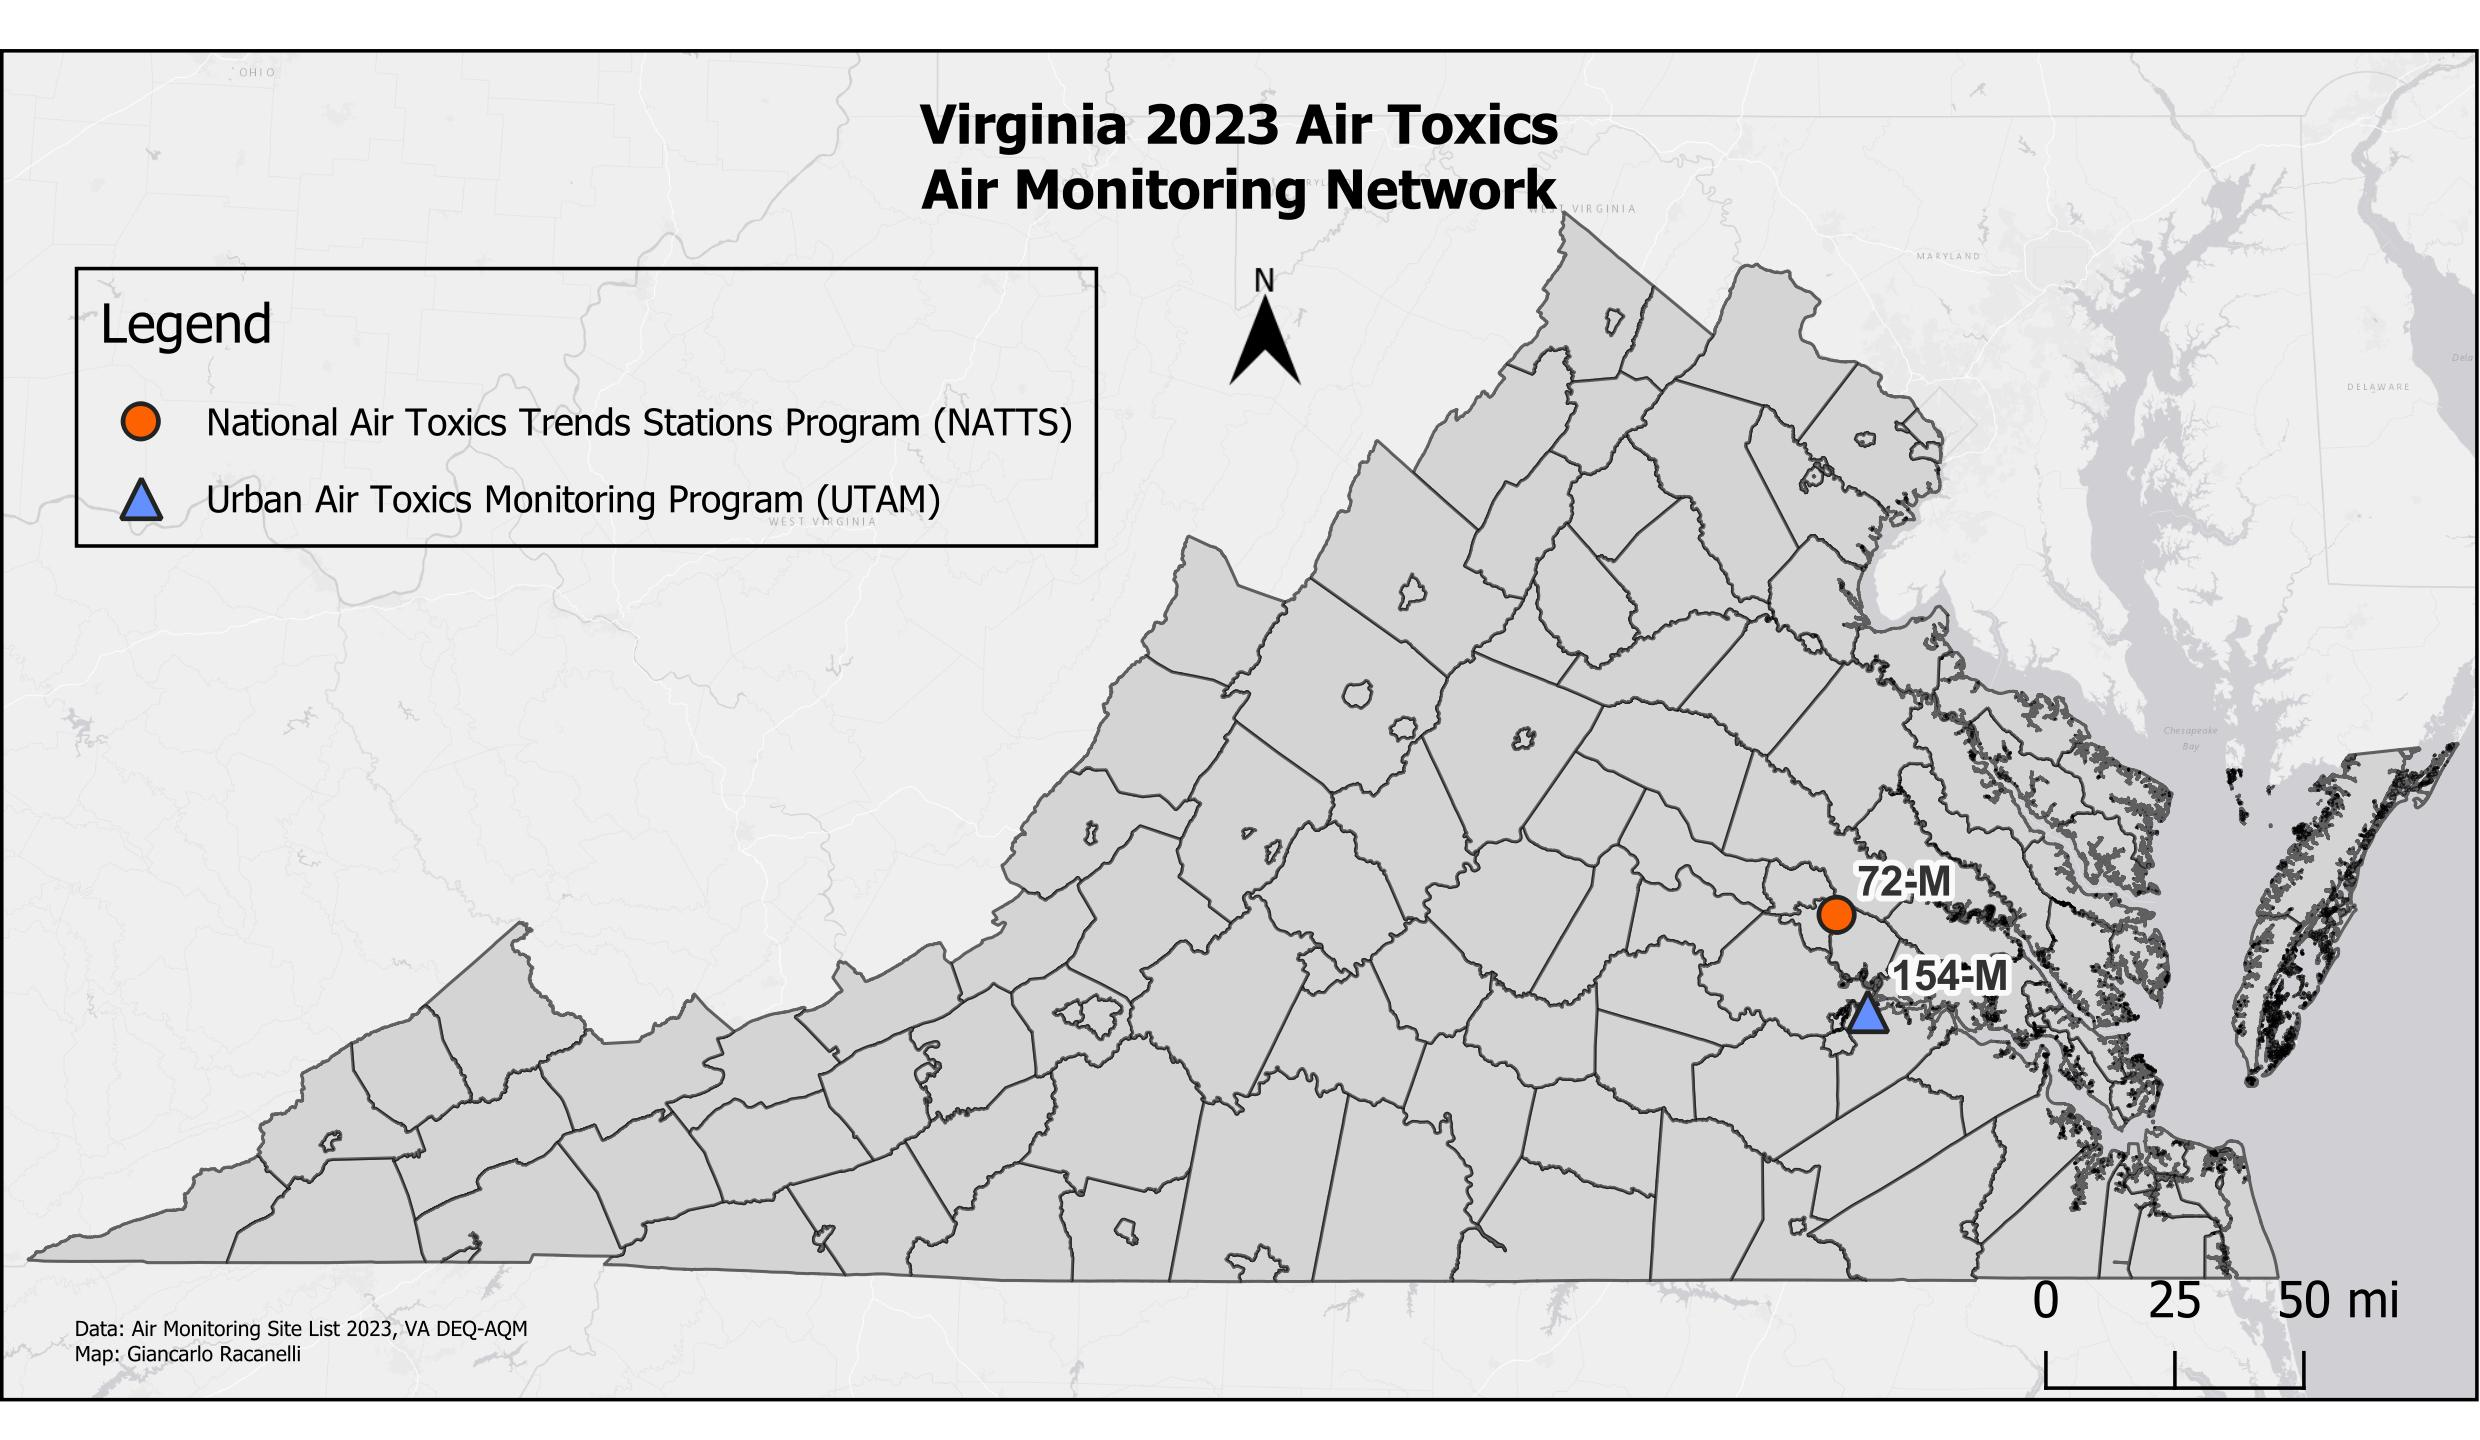 OHIO
Virginia 2023 Air Toxics
Air Monitoring Network
WEST VIRGINIA
MARYLAND
N
Legend
National Air Toxics Trends Stations Program (NATTS)
Urban Air Toxics Monitoring Program (UTAM)
WEST VIRGINIA
DELAWARE
Chesapeake
Bay
72-M
154-M
0 25 50 mi
Data: Air Monitoring Site List 2023, VA DEQ-AQM
Map: Giancarlo Racanelli